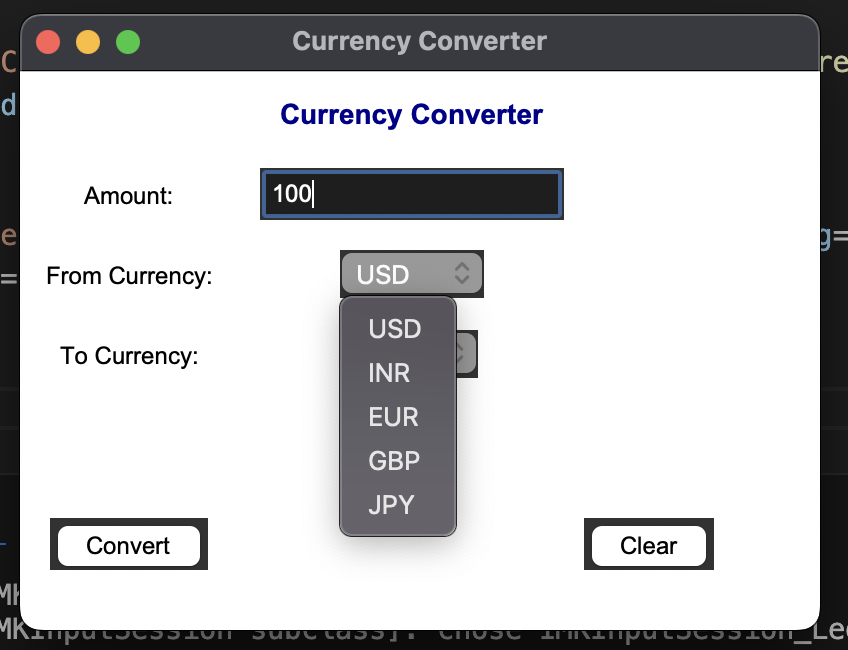 Currency Converter
Currency Converter
Amount:
100
From Currency:
USD
To Currency:
USD
INR
EUR
GBP
JPY
Convert
Clear